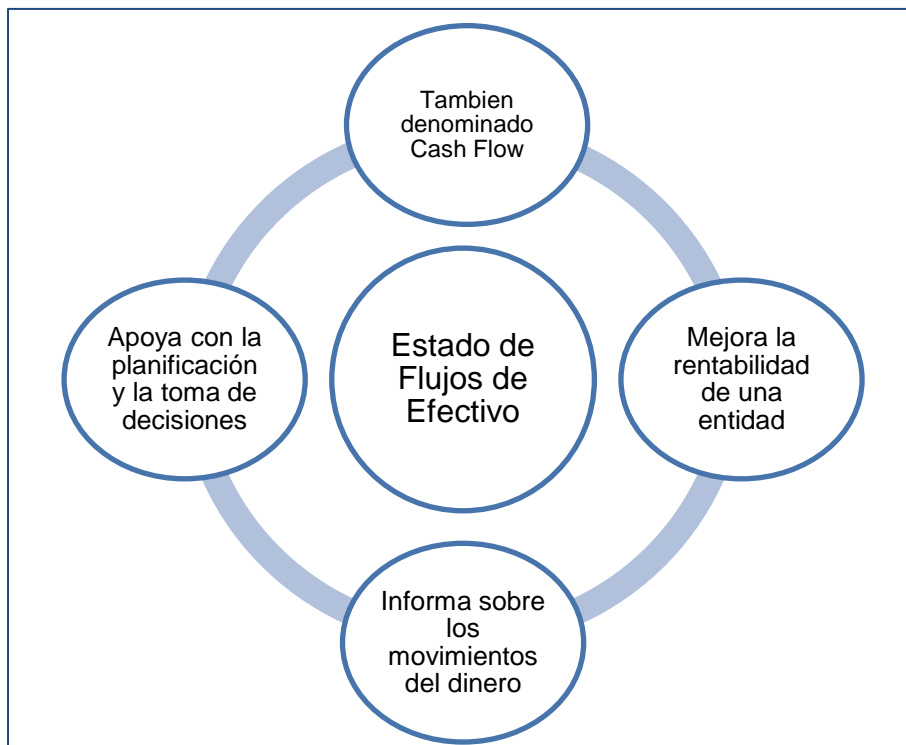 Tambien
denominado
Cash Flow
Apoya con la
planificación
y la toma de
decisiones
Estado de
Flujos de
Efectivo
Mejora la
rentabilidad
de una
entidad
Informa sobre
los
movimientos
del dinero